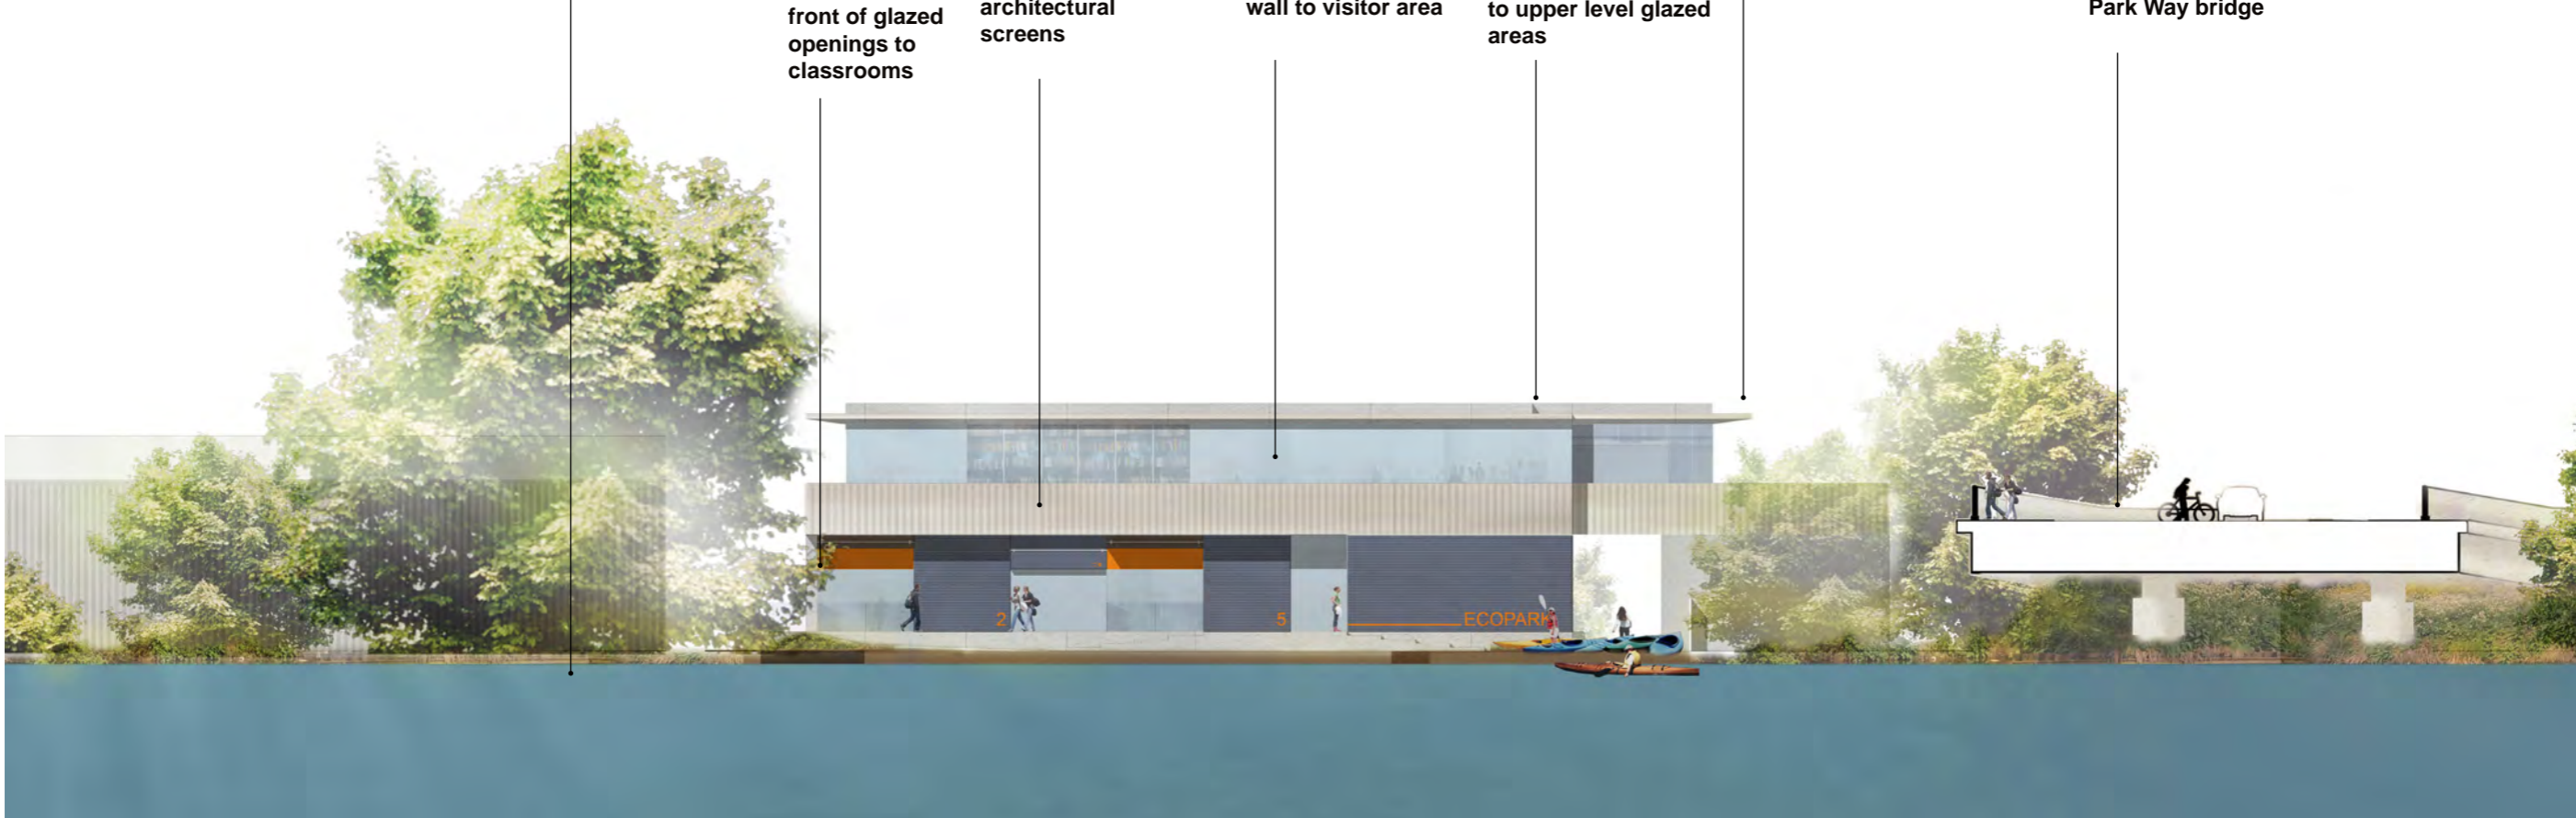 front of glazed
openings to
classrooms
architectural
screens
wall to visitor area
to upper level glazed
areas
Park Way bridge
2
5
ECOPARK